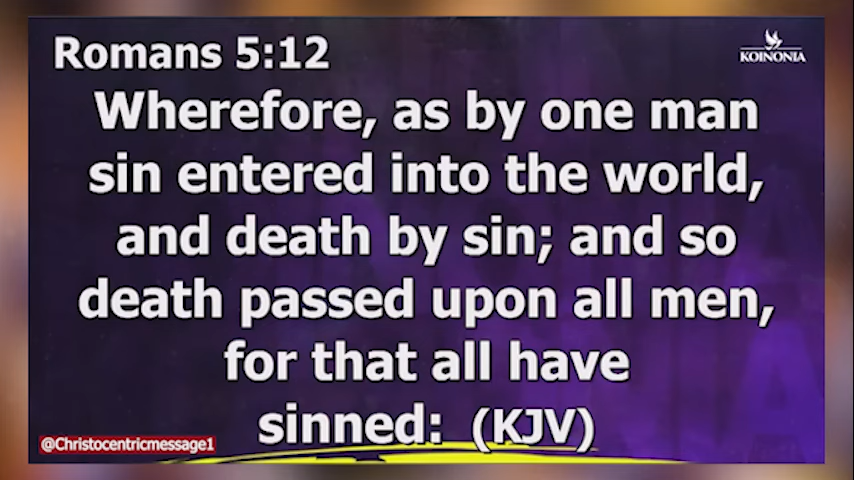 Romans 5:12
KOINONIA
Wherefore, as by one man
sin entered into the world,
and death by sin; and so
death passed upon all men,
for that all have
sinned: (KJV)
@Christocentricmessage1